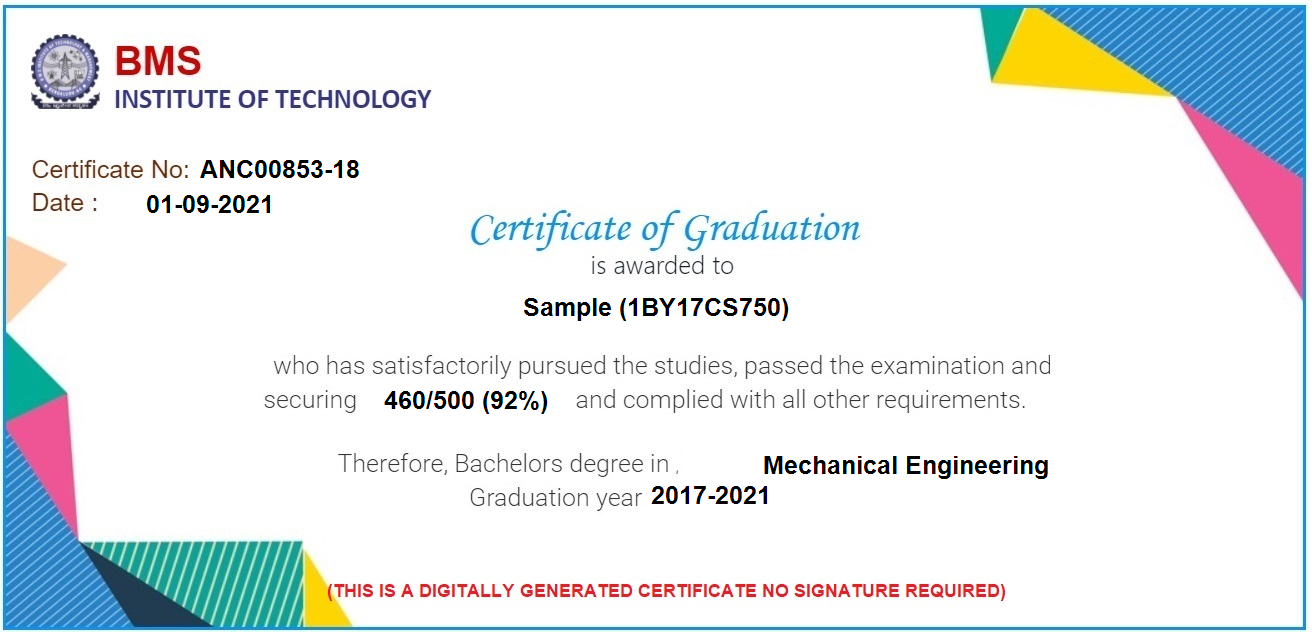 BMS
INSTITUTE OF TECHNOLOGY
Certificate No: ANC00853-18
Date : 01-09-2021
Certificate of Graduation
is awarded to
Sample (1BY17CS750)
who has satisfactorily pursued the studies, passed the examination and
securing 460/500 (92%) and complied with all other requirements.
Therefore, Bachelors degree in , Mechanical Engineering
Graduation year 2017-2021
(THIS IS A DIGITALLY GENERATED CERTIFICATE NO SIGNATURE REQUIRED)